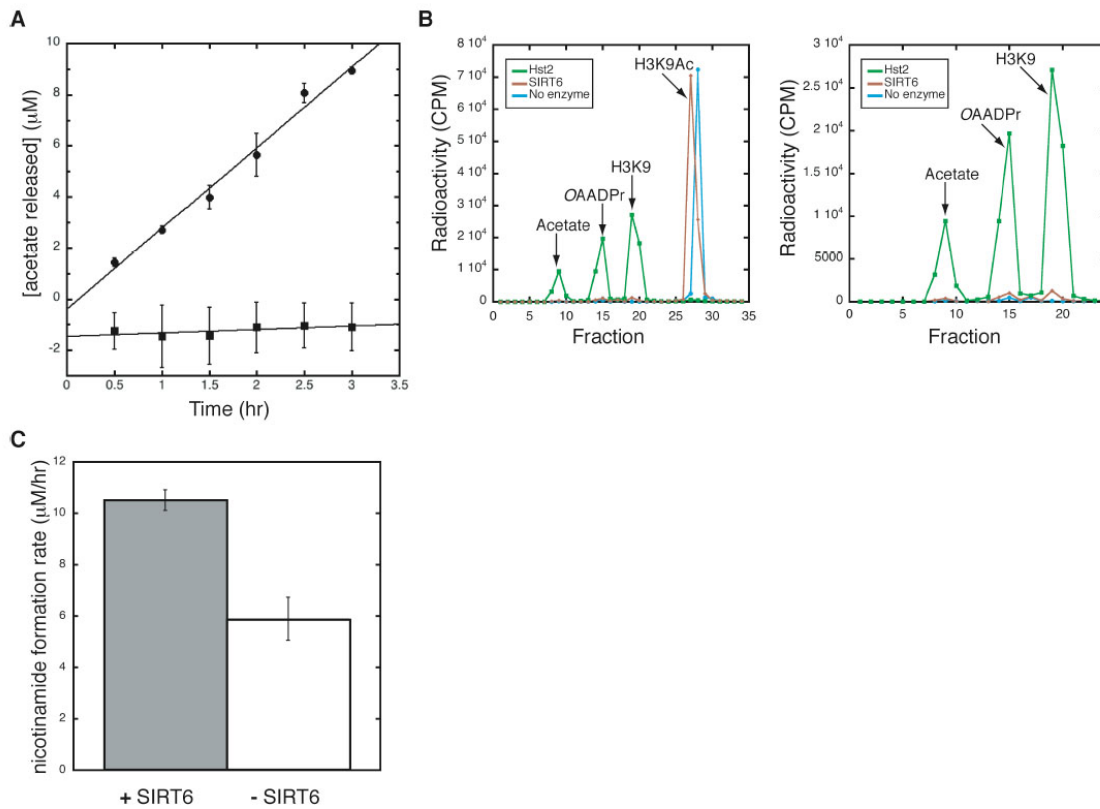 A
[acetate released] (μM)
10
8
6
4
2
0
-2
0 0.5 1 1.5 2 2.5 3 3.5
Time (hr)
B
Radioactivity (CPM)
8 10⁴
7 10⁴
6 10⁴
5 10⁴
4 10⁴
3 10⁴
2 10⁴
1 10⁴
0
Hst2
SIRT6
No enzyme
H3K9Ac
H3K9
OAADPr
Acetate
0 5 10 15 20 25 30 35
Fraction
Radioactivity (CPM)
3 10⁴
2.5 10⁴
2 10⁴
1.5 10⁴
1 10⁴
5000
0
Hst2
SIRT6
No enzyme
H3K9
OAADPr
Acetate
0 5 10 15 20
Fraction
C
nicotinamide formation rate (μM/hr)
12
10
8
6
4
2
0
+ SIRT6 - SIRT6